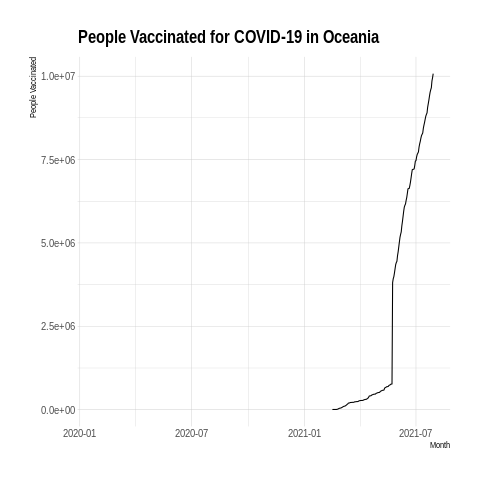 People Vaccinated for COVID-19 in Oceania
People Vaccinated
1.0e+07
7.5e+06
5.0e+06
2.5e+06
0.0e+00
2020-01 2020-07 2021-01 2021-07
Month